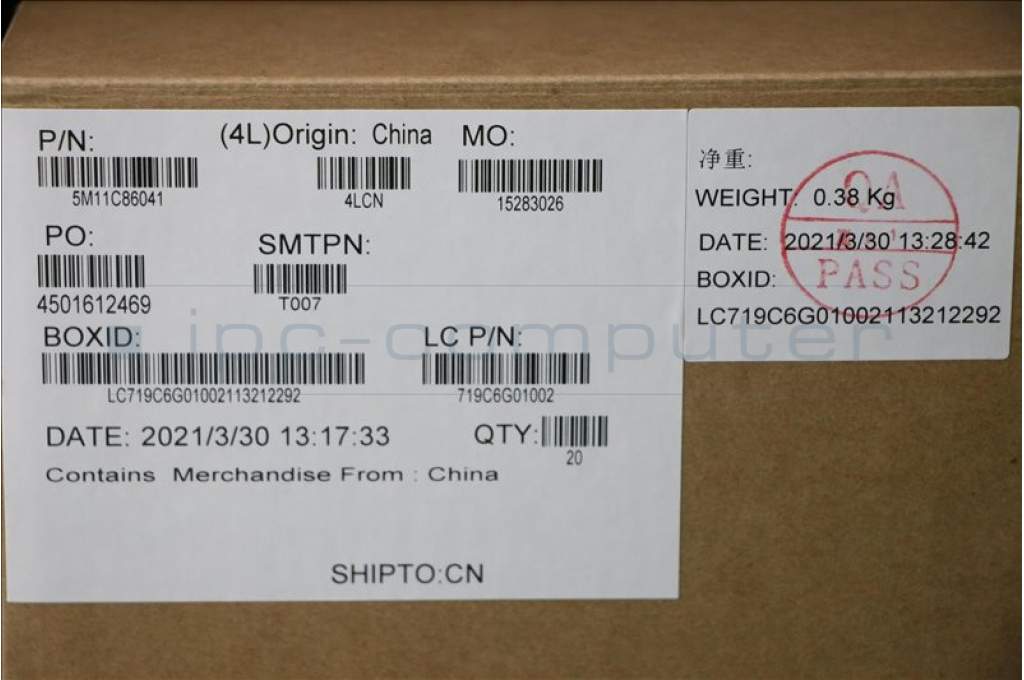 P/N:
5M11C86041
(4L)Origin: China
4LCN
MO:
15283026
PO:
4501612469
SMTPN:
T007
BOXID:
LC719C6G01002113212292
LC P/N:
719C6G01002
DATE: 2021/3/30 13:17:33
QTY:
20
Contains Merchandise From : China
SHIPTO:CN
净重:
WEIGHT: 0.38 Kg
DATE: 2021/3/30 13:28:42
BOXID:
LC719C6G01002113212292
QA
PASS
ipc-computer